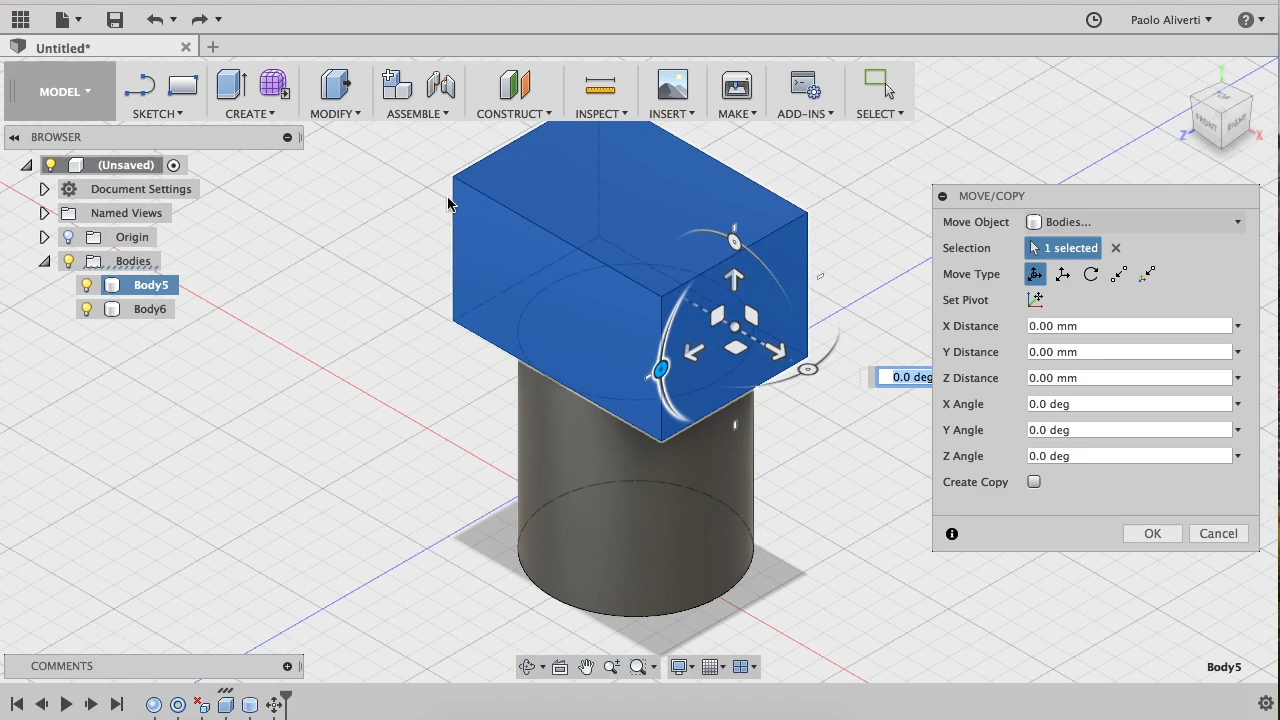 Paolo Aliverti
Untitled*
MODEL
SKETCH
CREATE
MODIFY
ASSEMBLE
CONSTRUCT
INSPECT
INSERT
MAKE
ADD-INS
SELECT
BROWSER
(Unsaved)
Document Settings
Named Views
Origin
Bodies
Body5
Body6
TOP
FRONT
RIGHT
Y
Z
X
MOVE/COPY
Move Object Bodies...
Selection 1 selected
Move Type
Set Pivot
X Distance 0.00 mm
Y Distance 0.00 mm
Z Distance 0.00 mm
X Angle 0.0 deg
Y Angle 0.0 deg
Z Angle 0.0 deg
Create Copy
OK Cancel
0.0 deg
COMMENTS
Body5